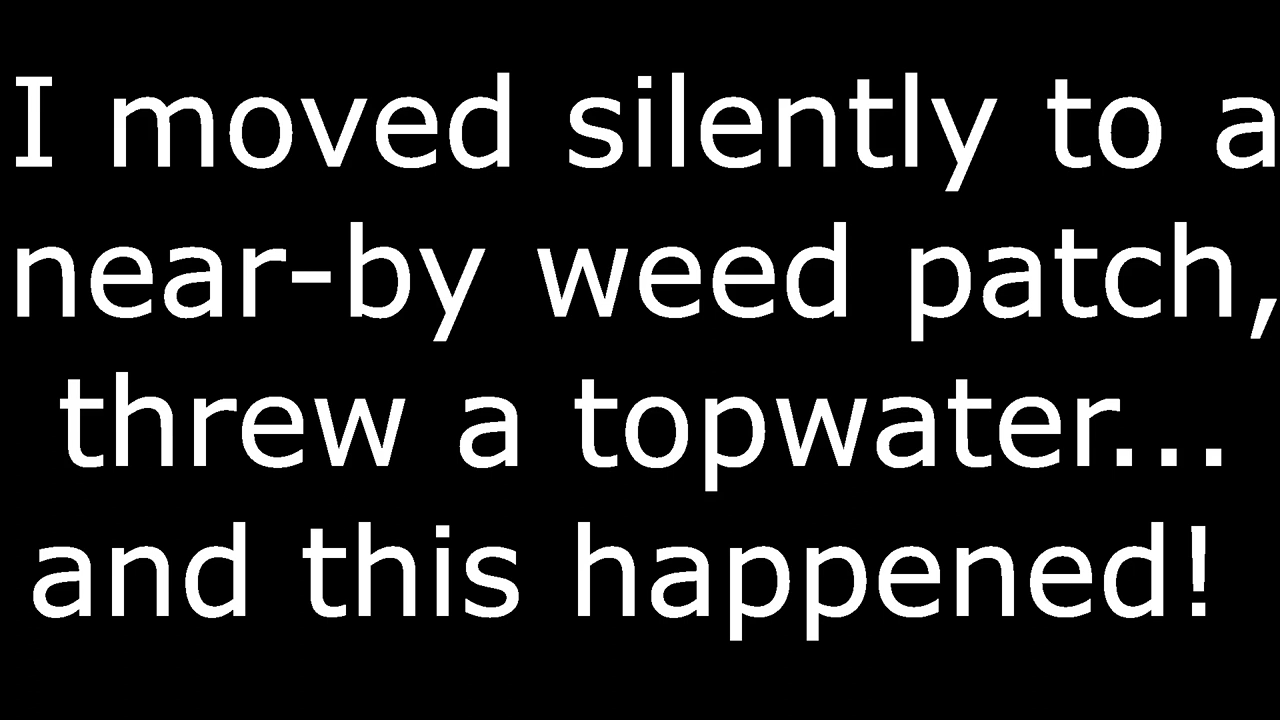 I moved silently to a
near-by weed patch,
threw a topwater...
and this happened!